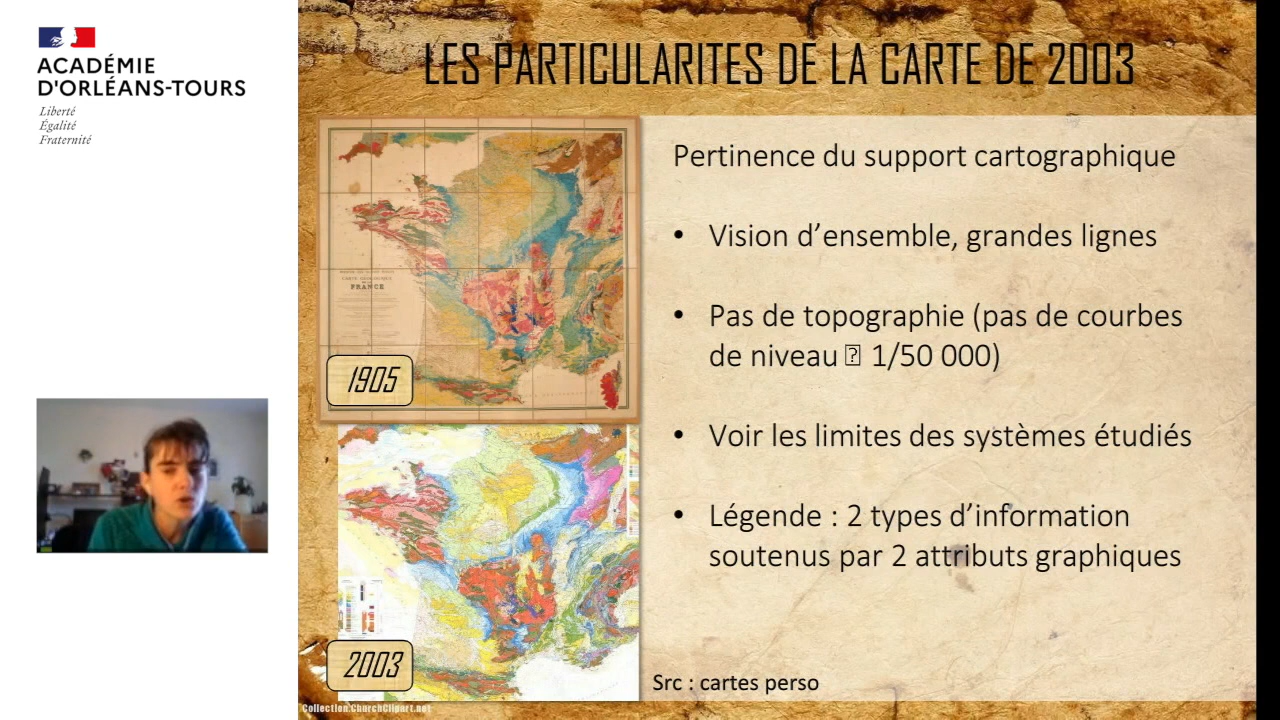 ACADÉMIE
D'ORLÉANS-TOURS
Liberté
Égalité
Fraternité
LES PARTICULARITES DE LA CARTE DE 2003
FRANCE
1905
2003
Pertinence du support cartographique
• Vision d’ensemble, grandes lignes
• Pas de topographie (pas de courbes
de niveau 🯄 1/50 000)
• Voir les limites des systèmes étudiés
• Légende : 2 types d’information
soutenus par 2 attributs graphiques
Src : cartes perso
Collection:ChurchClipart.net